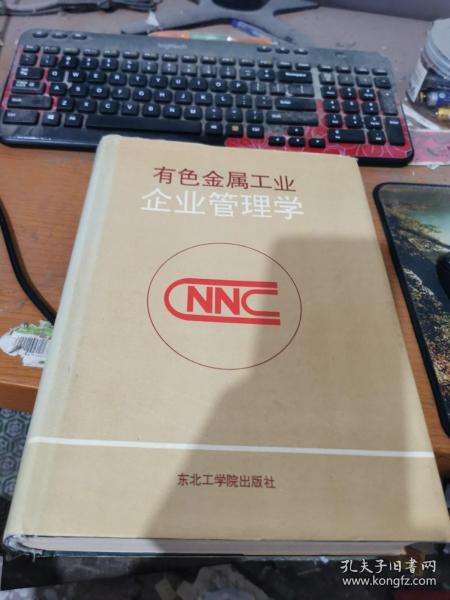 有色金属工业
企业管理学
CNNC
东北工学院出版社
孔夫子旧书网
www.kongfz.com